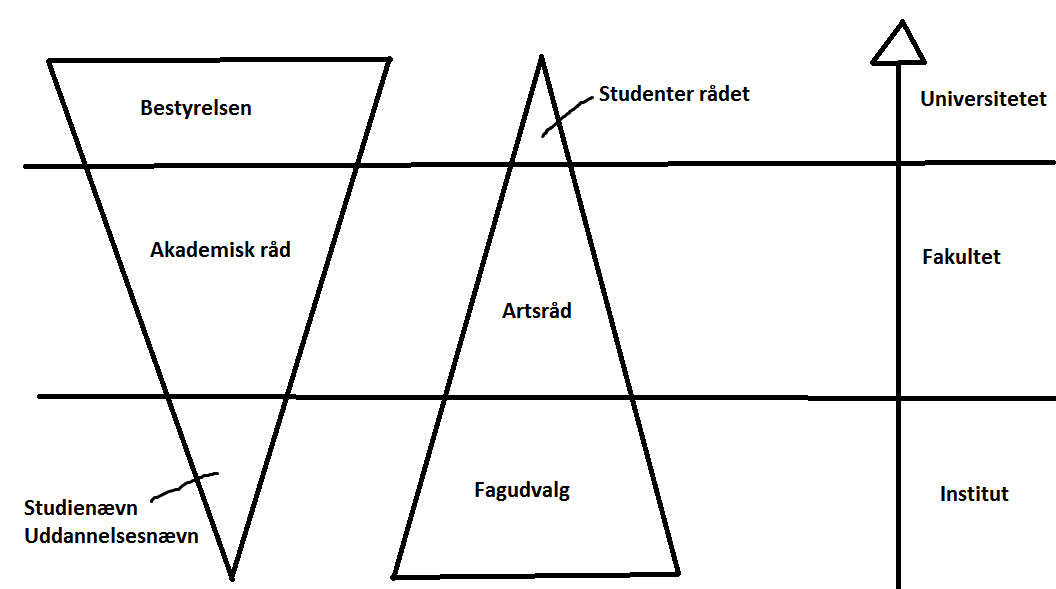 Bestyrelsen
Studenter rådet
Universitetet
Akademisk råd
Artsråd
Fakultet
Studienævn
Uddannelsesnævn
Fagudvalg
Institut